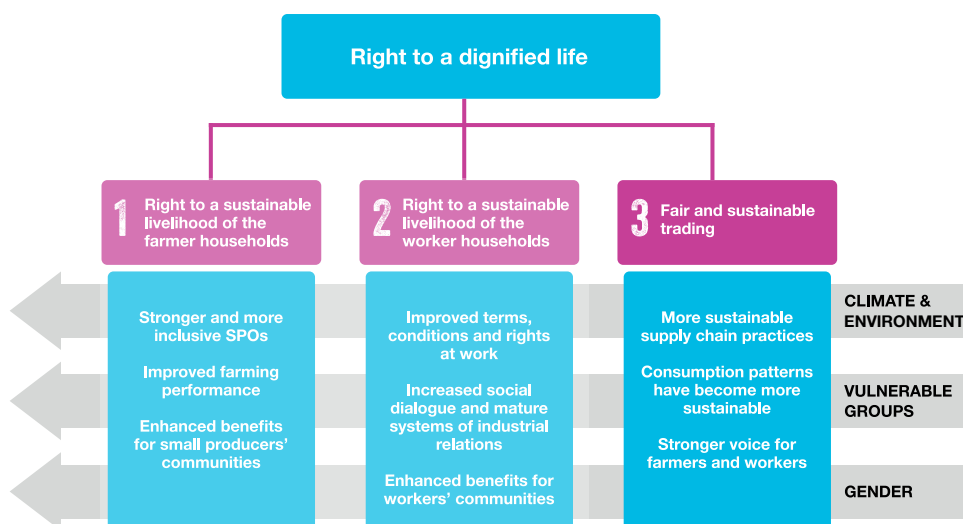 Right to a dignified life
1
Right to a sustainable
livelihood of the
farmer households
2
Right to a sustainable
livelihood of the
worker households
3
Fair and sustainable
trading
Stronger and more
inclusive SPOs
Improved farming
performance
Enhanced benefits
for small producers’
communities
Improved terms,
conditions and rights
at work
Increased social
dialogue and mature
systems of industrial
relations
Enhanced benefits for
workers’ communities
More sustainable
supply chain practices
Consumption patterns
have become more
sustainable
Stronger voice for
farmers and workers
CLIMATE &
ENVIRONMENT
VULNERABLE
GROUPS
GENDER